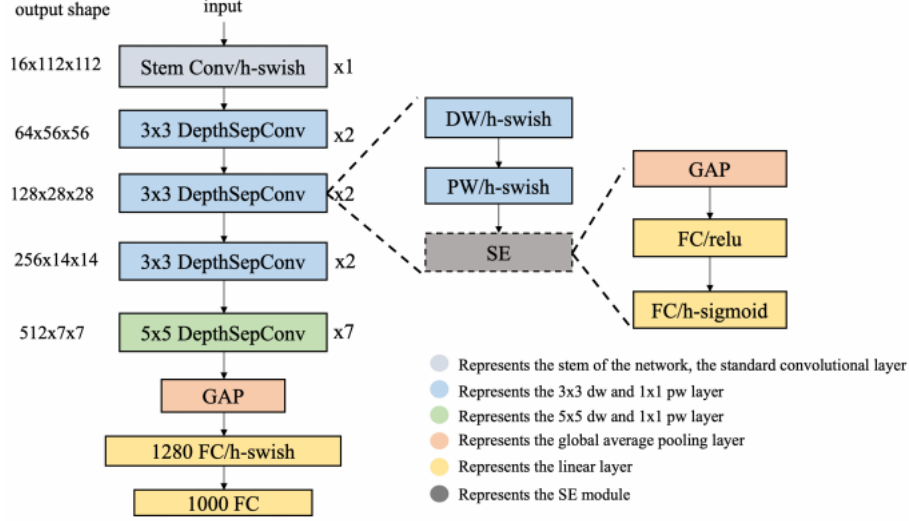 output shape
input
16x112x112
Stem Conv/h-swish
x1
64x56x56
3x3 DepthSepConv
x2
128x28x28
3x3 DepthSepConv
x2
256x14x14
3x3 DepthSepConv
x2
512x7x7
5x5 DepthSepConv
x7
GAP
1280 FC/h-swish
1000 FC
DW/h-swish
PW/h-swish
SE
GAP
FC/relu
FC/h-sigmoid
Represents the stem of the network, the standard convolutional layer
Represents the 3x3 dw and 1x1 pw layer
Represents the 5x5 dw and 1x1 pw layer
Represents the global average pooling layer
Represents the linear layer
Represents the SE module